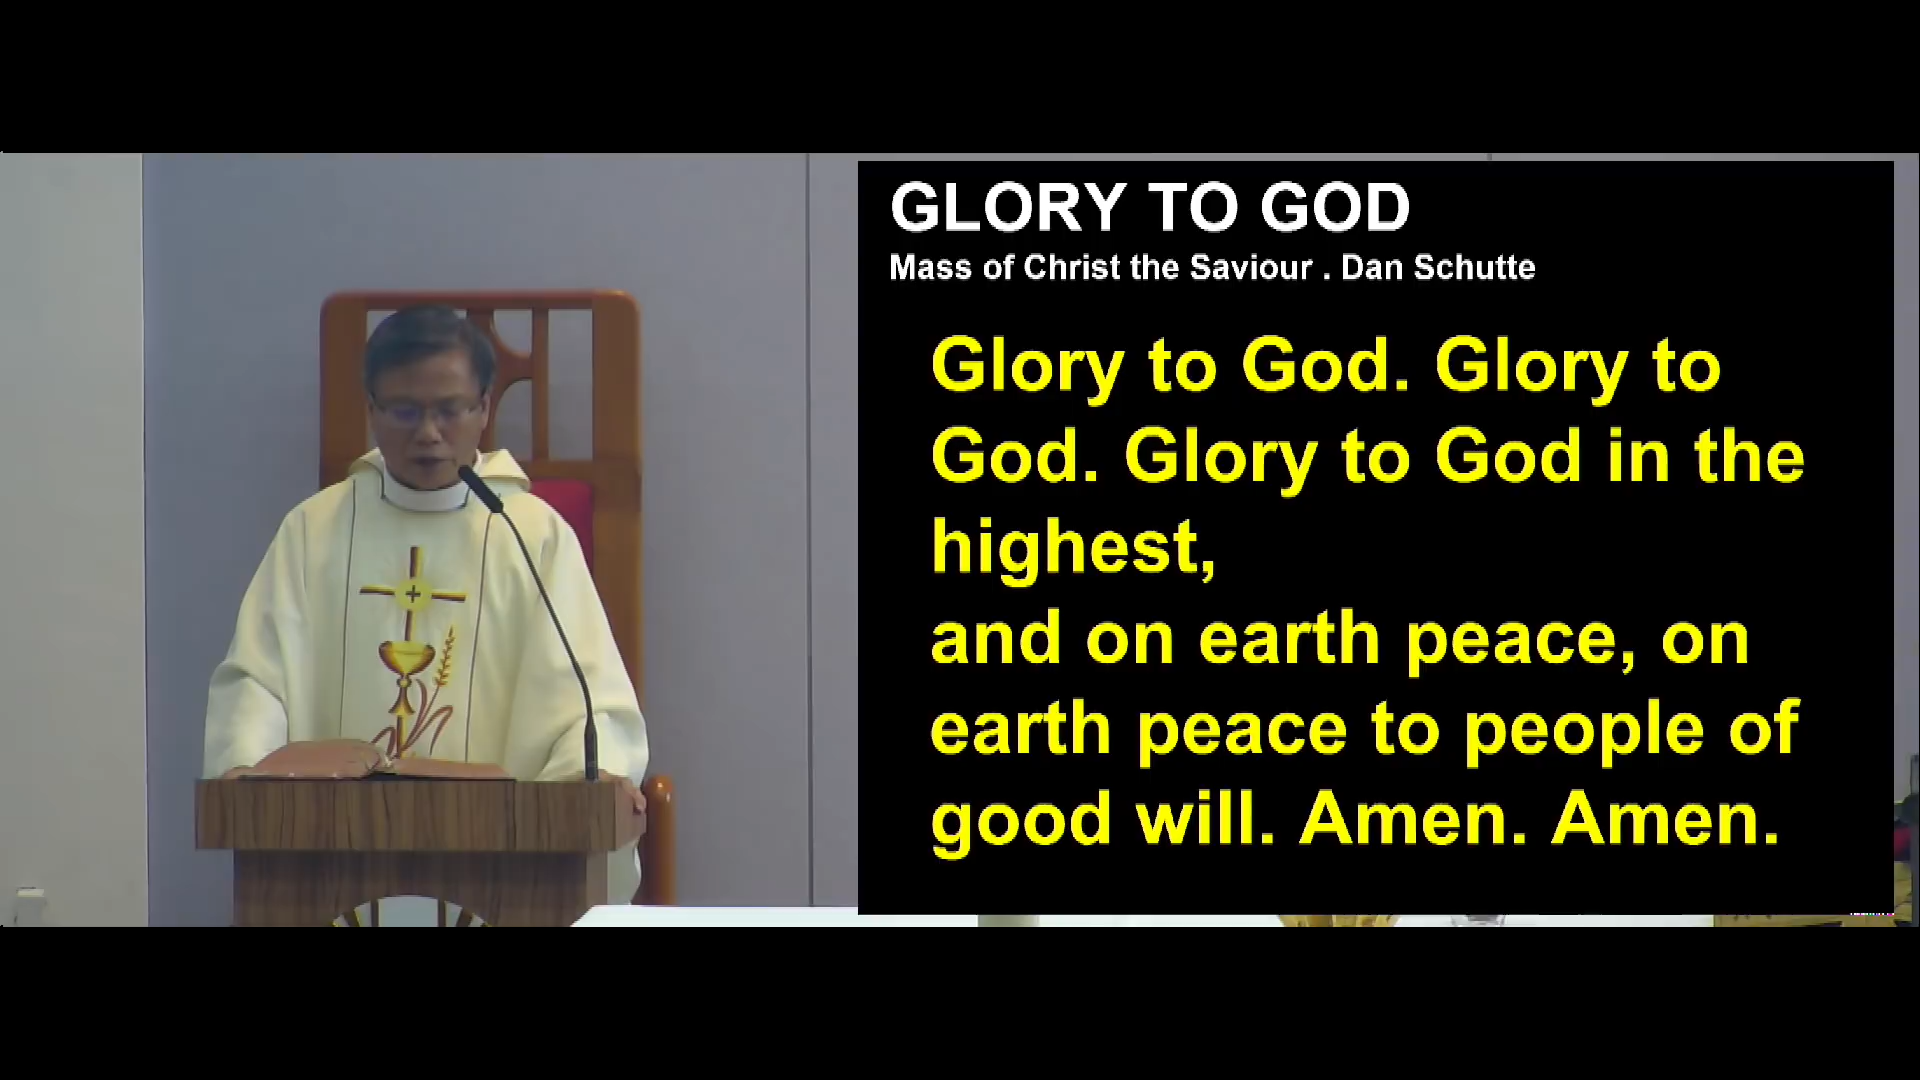 GLORY TO GOD
Mass of Christ the Saviour . Dan Schutte
Glory to God. Glory to
God. Glory to God in the
highest,
and on earth peace, on
earth peace to people of
good will. Amen. Amen.